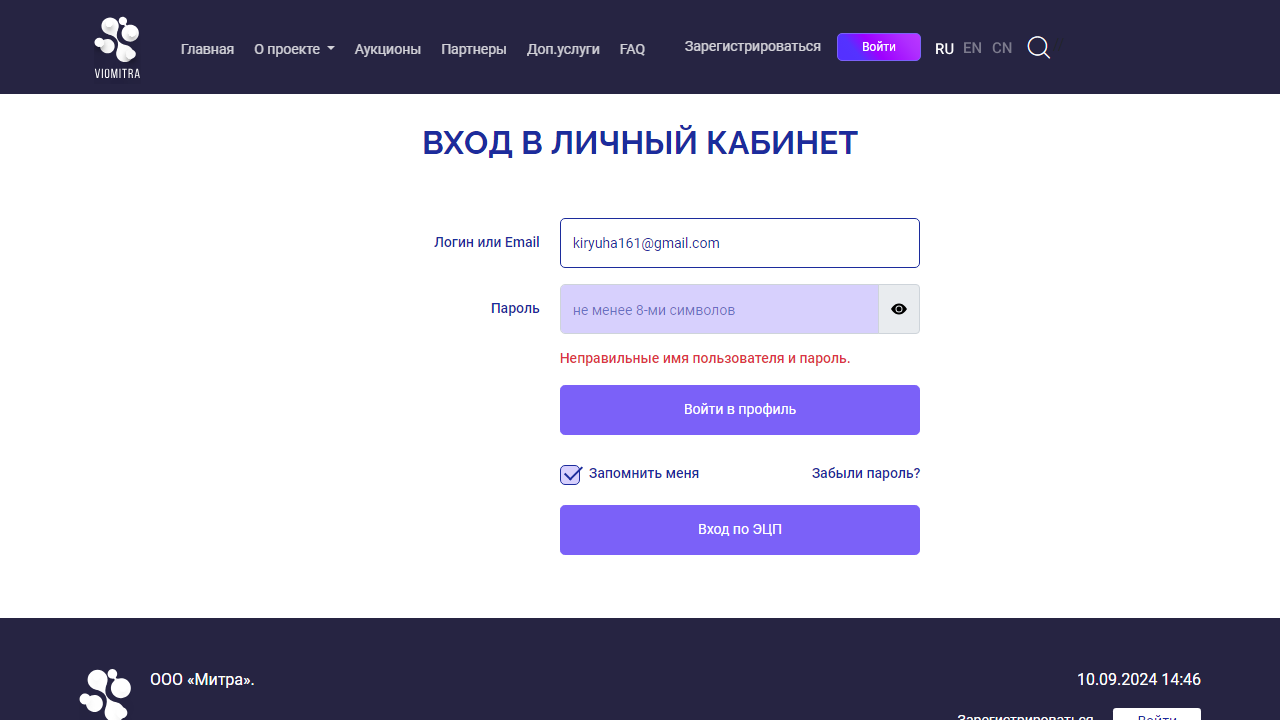 VIOMITRA
Главная О проекте Аукционы Партнеры Доп.услуги FAQ Зарегистрироваться Войти RU EN CN
ВХОД В ЛИЧНЫЙ КАБИНЕТ
Логин или Email kiryuha161@gmail.com
Пароль не менее 8-ми символов
Неправильные имя пользователя и пароль.
Войти в профиль
Запомнить меня Забыли пароль?
Вход по ЭЦП
ООО «Митра». 10.09.2024 14:46
Зарегистрироваться Войти